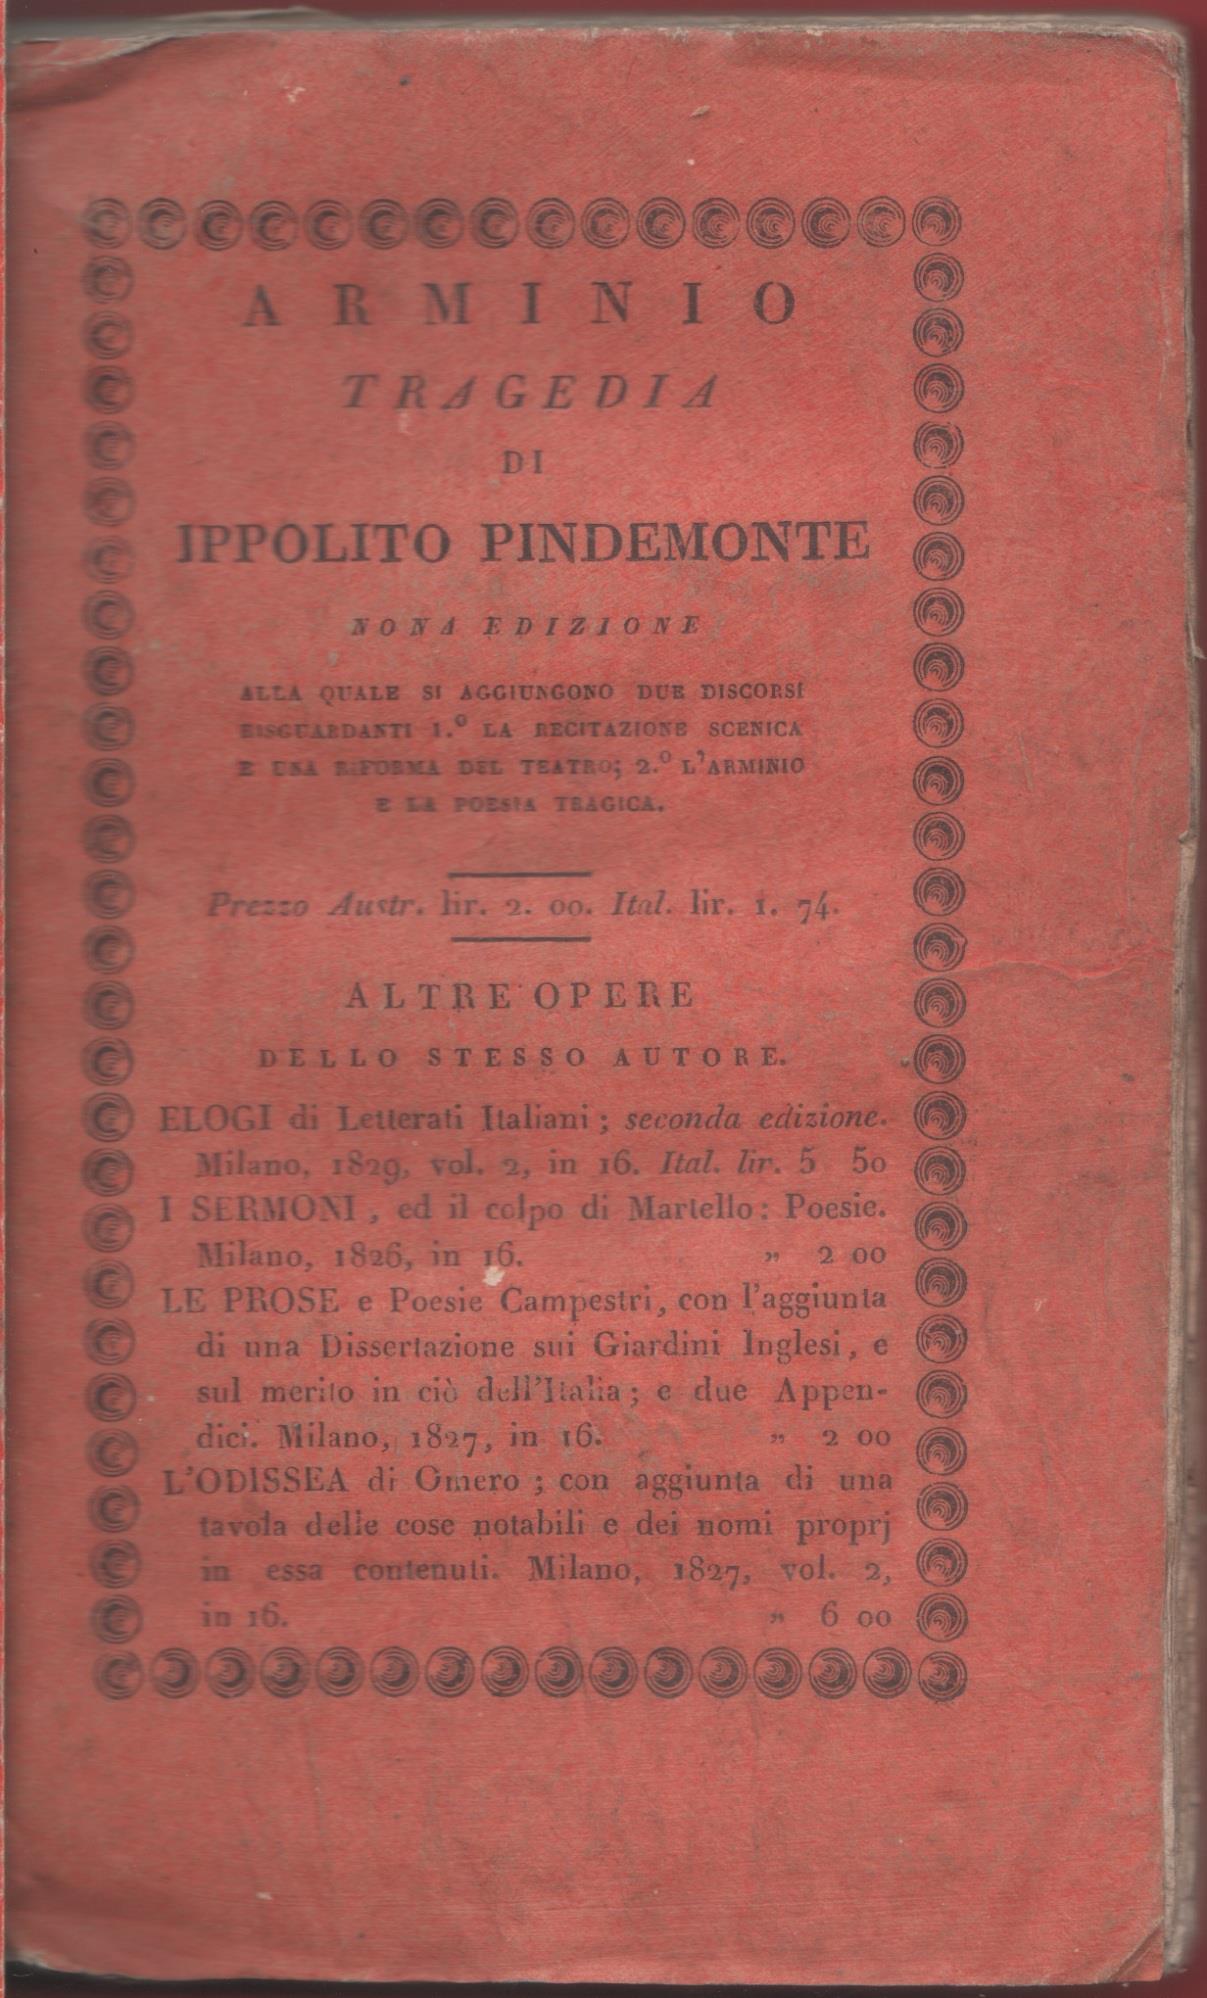 ARMINIO
TRAGEDIA
DI
IPPOLITO PINDEMONTE
NONA EDIZIONE
ALLA QUALE SI AGGIUNGONO DUE DISCORSI
RISGUARDANTI 1.º LA RECITAZIONE SCENICA
E UNA RIFORMA DEL TEATRO; 2.º L'ARMINIO
E LA POESIA TRAGICA.
Prezzo Austr. lir. 2. 00. Ital. lir. 1. 74.
ALTRE OPERE
DELLO STESSO AUTORE.
ELOGI di Letterati Italiani; seconda edizione.
Milano, 1829, vol. 2, in 16. Ital. lir. 5 50
I SERMONI, ed il colpo di Martello: Poesie.
Milano, 1826, in 16. „ 2 00
LE PROSE e Poesie Campestri, con l'aggiunta
di una Dissertazione sui Giardini Inglesi, e
sul merito in ciò dell'Italia; e due Appen-
dici. Milano, 1827, in 16. „ 2 00
L'ODISSEA di Omero; con aggiunta di una
tavola delle cose notabili e dei nomi proprj
in essa contenuti. Milano, 1827, vol. 2,
in 16. „ 6 00